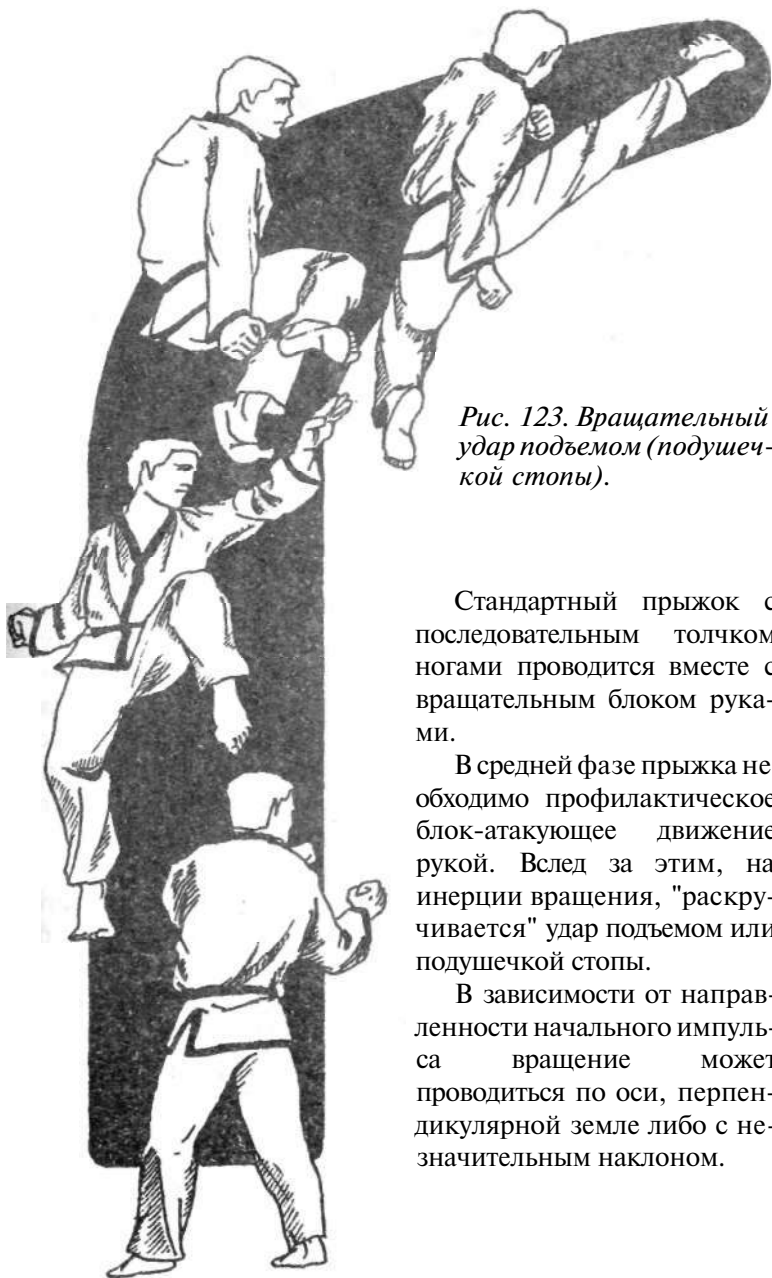 Рис. 123. Вращательный
удар подъемом (подушеч-
кой стопы).
Стандартный прыжок с
последовательным толчком
ногами проводится вместе с
вращательным блоком рука-
ми.
В средней фазе прыжка не
обходимо профилактическое
блок-атакующее движение
рукой. Вслед за этим, на
инерции вращения, "раскру-
чивается" удар подъемом или
подушечкой стопы.
В зависимости от направ-
ленности начального импуль-
са вращение может
проводиться по оси, перпен-
дикулярной земле либо с не-
значительным наклоном.